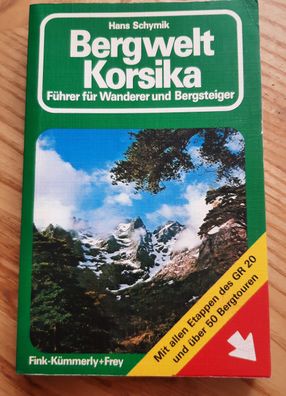 Hans Schymik
Bergwelt
Korsika
Führer für Wanderer und Bergsteiger
Mit allen Etappen des GR 20
und über 50 Bergtouren
Fink-Kümmerly+Frey